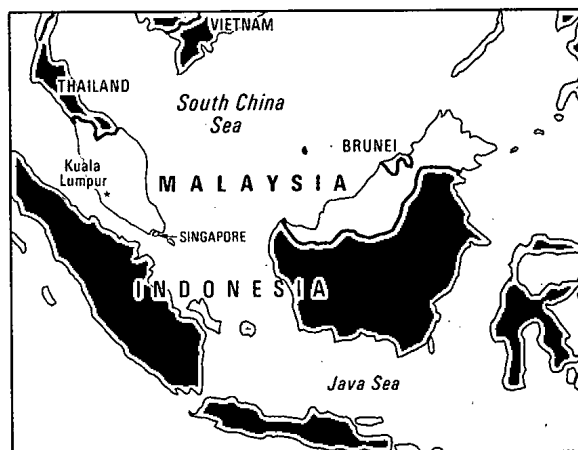 VIETNAM
THAILAND
South China
Sea
BRUNEI
Kuala
Lumpur
MALAYSIA
SINGAPORE
INDONESIA
Java Sea